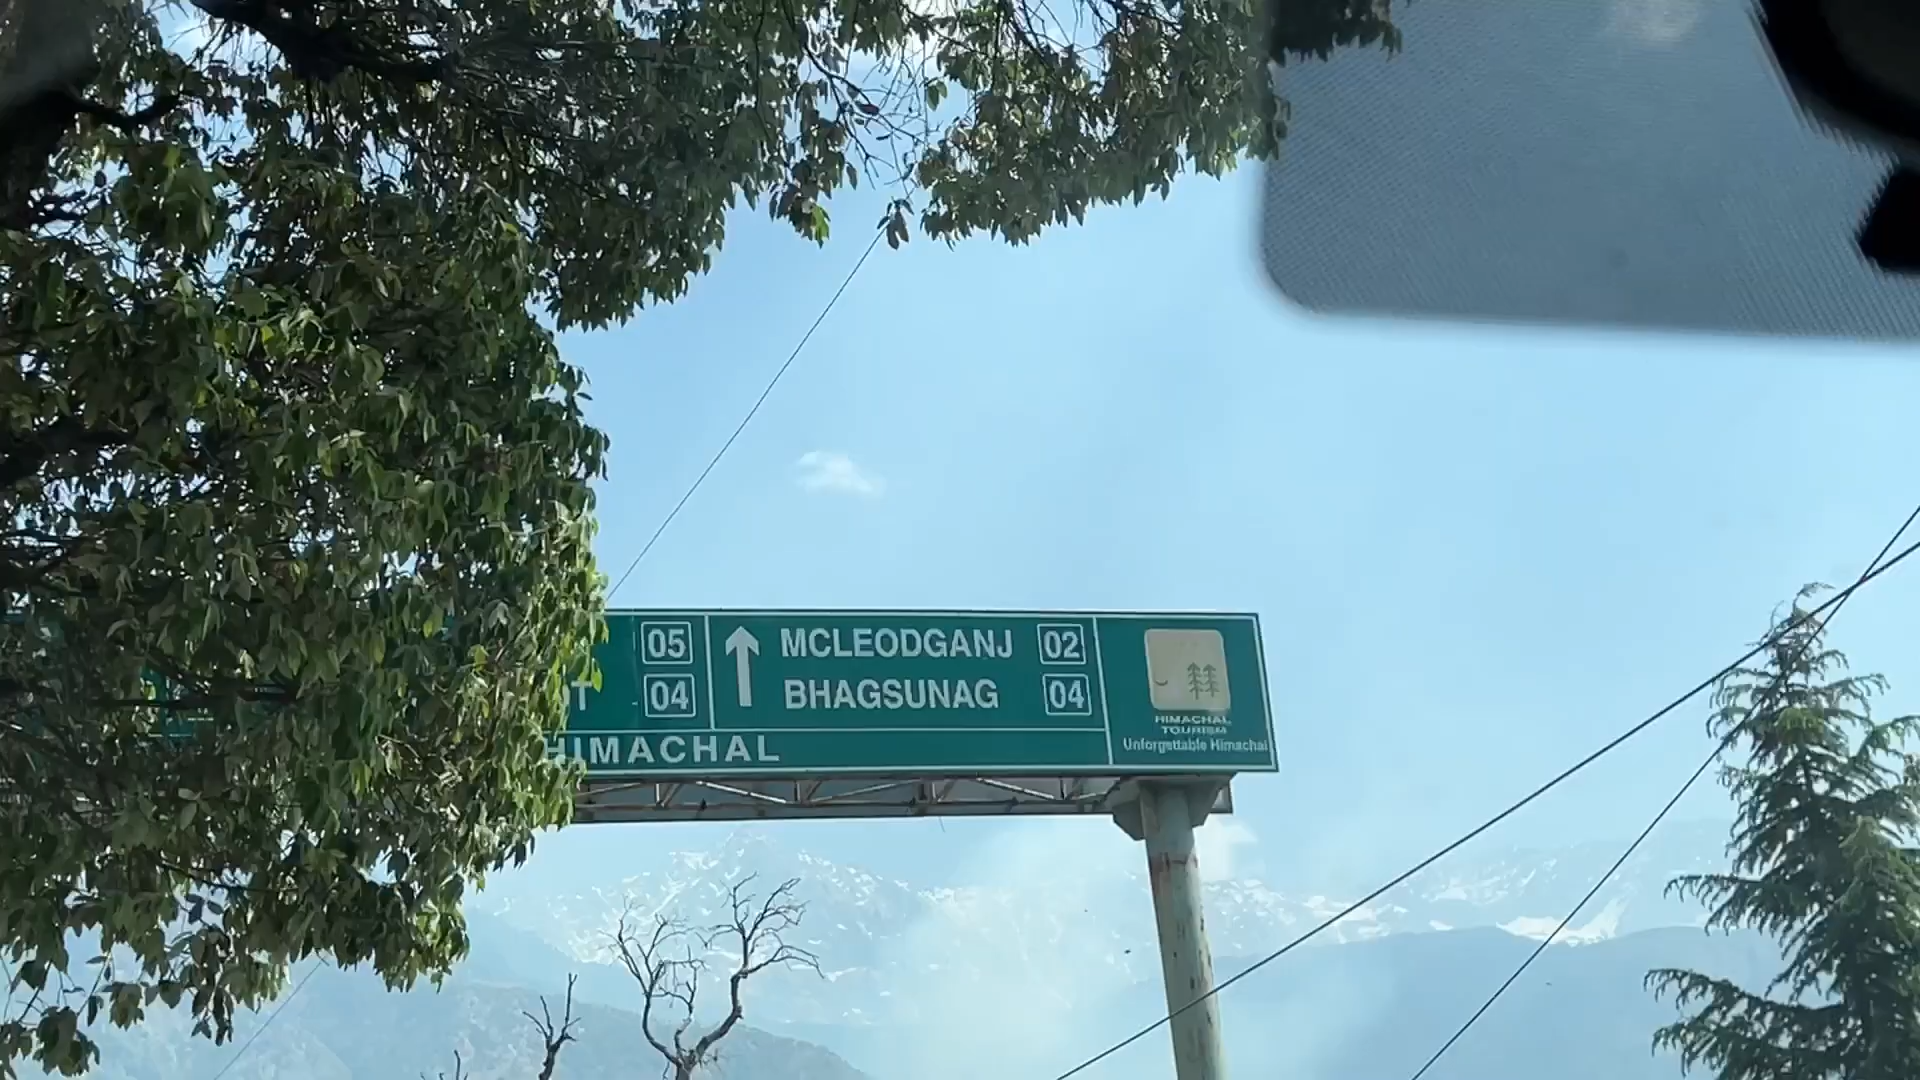 05
04
MCLEODGANJ 02
BHAGSUNAG 04
HIMACHAL
HIMACHAL
TOURISM
Unforgettable Himachal